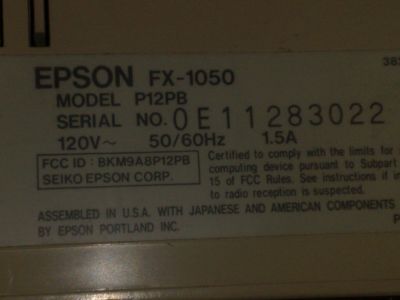 382
EPSON FX-1050
MODEL P12PB
SERIAL NO. 0E11283022
120V~ 50/60Hz 1.5A
FCC ID : BKM9A8P12PB
SEIKO EPSON CORP.
Certified to comply with the limits for
computing device pursuant to Subpart
15 of FCC Rules. See instructions if in
to radio reception is suspected.
ASSEMBLED IN U.S.A. WITH JAPANESE AND AMERICAN COMPONENTS
BY EPSON PORTLAND INC.
P